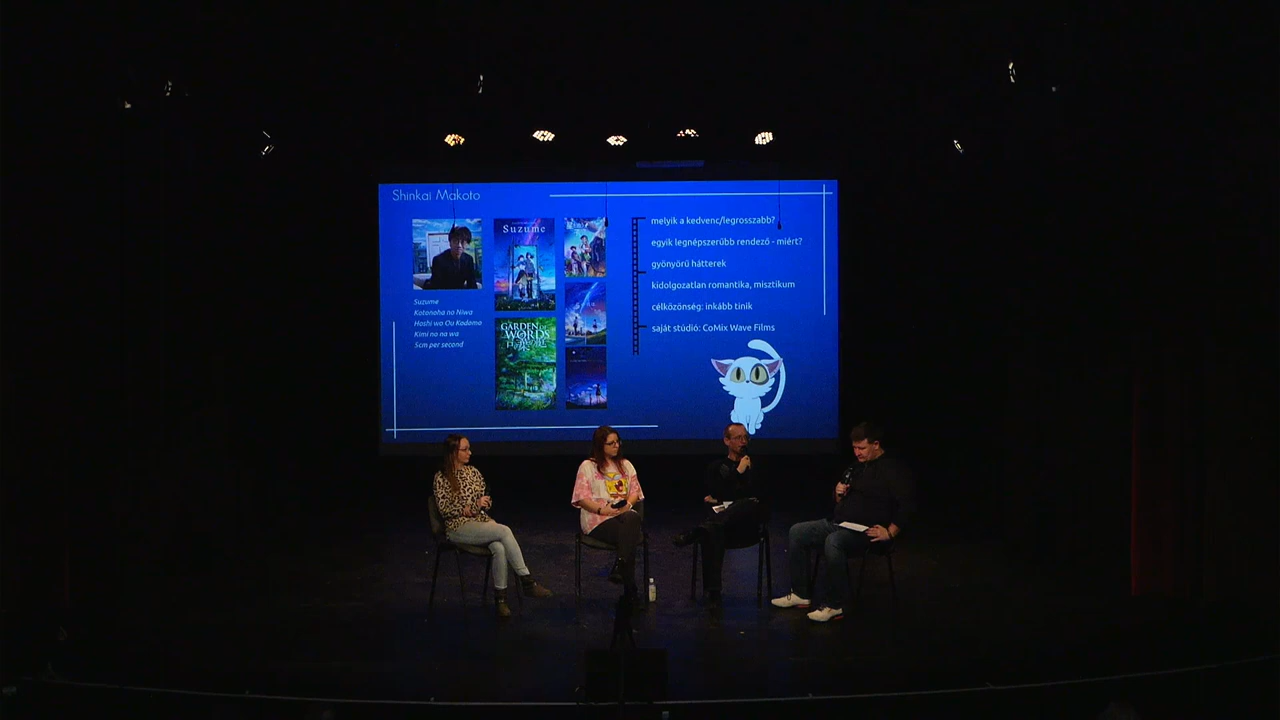 Shinkai Makoto
Suzume
Kotonoha no Niwa
Hoshi wo Ou Kodomo
Kimi no na wa
5cm per second
Suzume
GARDEN OF
WORDS
melyik a kedvenc/legrosszabb?
egyik legnépszerűbb rendező - miért?
gyönyörű hátterek
kidolgozatlan romantika, misztikum
célközönség: inkább tinik
saját stúdió: CoMix Wave Films